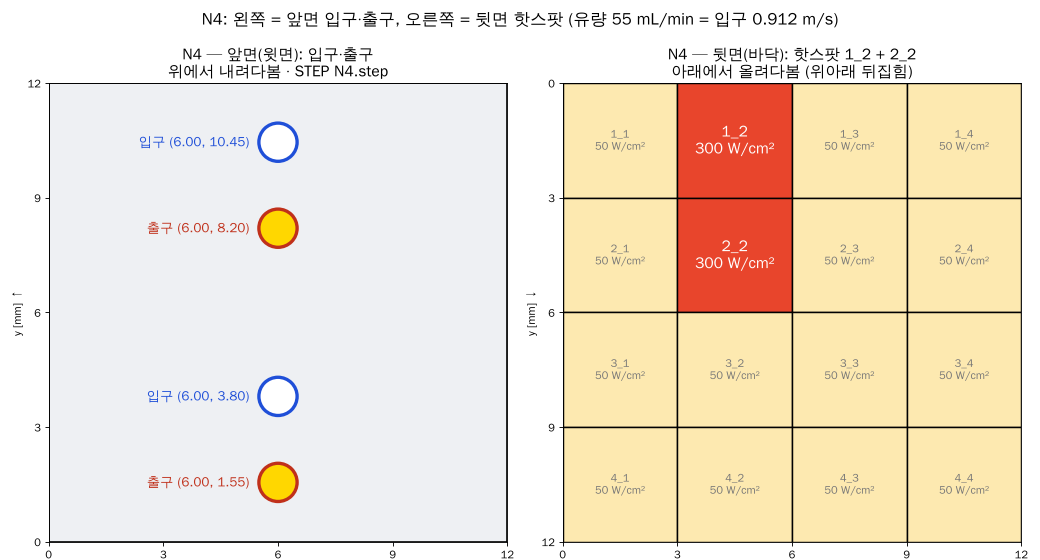 N4: 왼쪽 = 앞면 입구·출구, 오른쪽 = 뒷면 핫스팟 (유량 55 mL/min = 입구 0.912 m/s)
N4 — 앞면(윗면): 입구·출구
위에서 내려다봄 · STEP N4.step
12
9
6
3
0
y [mm] →
입구 (6.00, 10.45)
출구 (6.00, 8.20)
입구 (6.00, 3.80)
출구 (6.00, 1.55)
0
3
6
9
12
N4 — 뒷면(바닥): 핫스팟 1_2 + 2_2
아래에서 올려다봄 (위아래 뒤집힘)
0
3
6
9
12
y [mm] ←
1_1
50 W/cm²
1_2
300 W/cm²
1_3
50 W/cm²
1_4
50 W/cm²
2_1
50 W/cm²
2_2
300 W/cm²
2_3
50 W/cm²
2_4
50 W/cm²
3_1
50 W/cm²
3_2
50 W/cm²
3_3
50 W/cm²
3_4
50 W/cm²
4_1
50 W/cm²
4_2
50 W/cm²
4_3
50 W/cm²
4_4
50 W/cm²
0
3
6
9
12